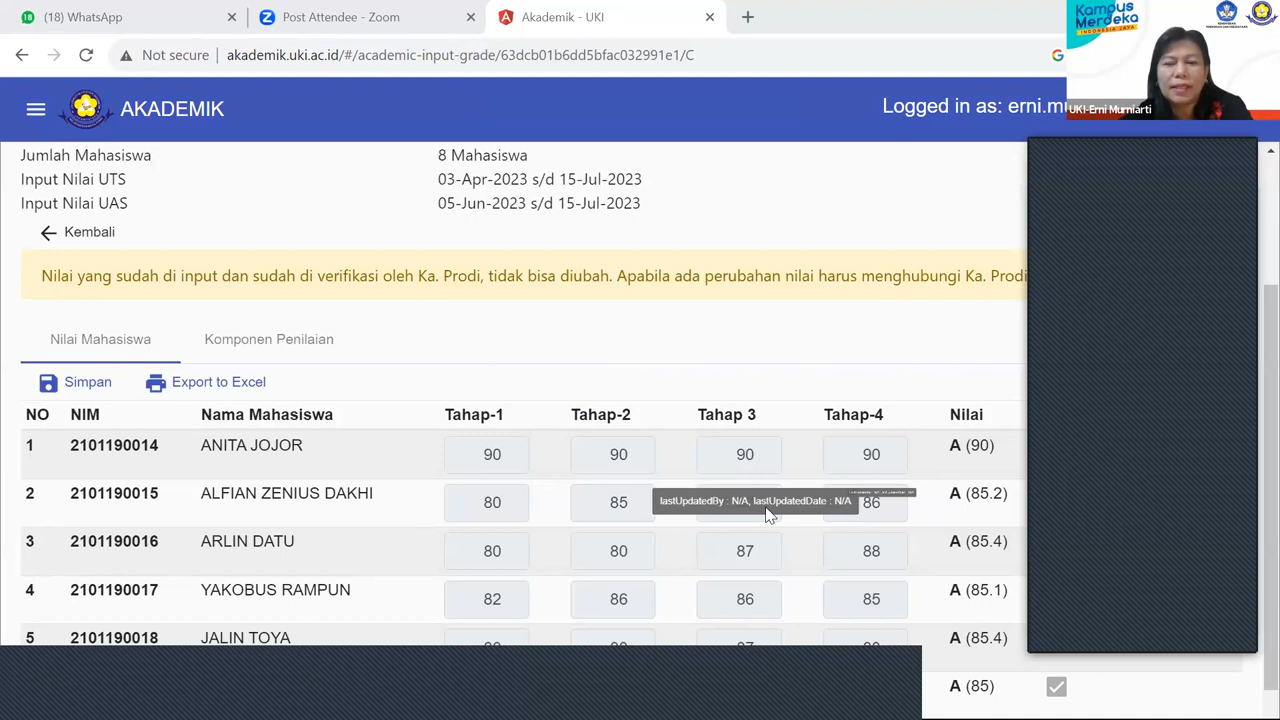 (18) WhatsApp
Post Attendee - Zoom
Akademik - UKI
Not secure
akademik.uki.ac.id/#/academic-input-grade/63dcb01b6dd5bfac032991e1/C
Kampus
Merdeka
INDONESIA JAYA
UKI-Erni Murniarti
AKADEMIK
Logged in as: erni.mu
Jumlah Mahasiswa 8 Mahasiswa
Input Nilai UTS 03-Apr-2023 s/d 15-Jul-2023
Input Nilai UAS 05-Jun-2023 s/d 15-Jul-2023
Kembali
Nilai yang sudah di input dan sudah di verifikasi oleh Ka. Prodi, tidak bisa diubah. Apabila ada perubahan nilai harus menghubungi Ka. Prodi
Nilai Mahasiswa Komponen Penilaian
Simpan Export to Excel
NO NIM Nama Mahasiswa Tahap-1 Tahap-2 Tahap 3 Tahap-4 Nilai
1 2101190014 ANITA JOJOR 90 90 90 90 A (90)
2 2101190015 ALFIAN ZENIUS DAKHI 80 85 86 A (85.2)
lastUpdatedBy : N/A, lastUpdatedDate : N/A
3 2101190016 ARLIN DATU 80 80 87 88 A (85.4)
4 2101190017 YAKOBUS RAMPUN 82 86 86 85 A (85.1)
5 2101190018 JALIN TOYA A (85.4)
A (85)